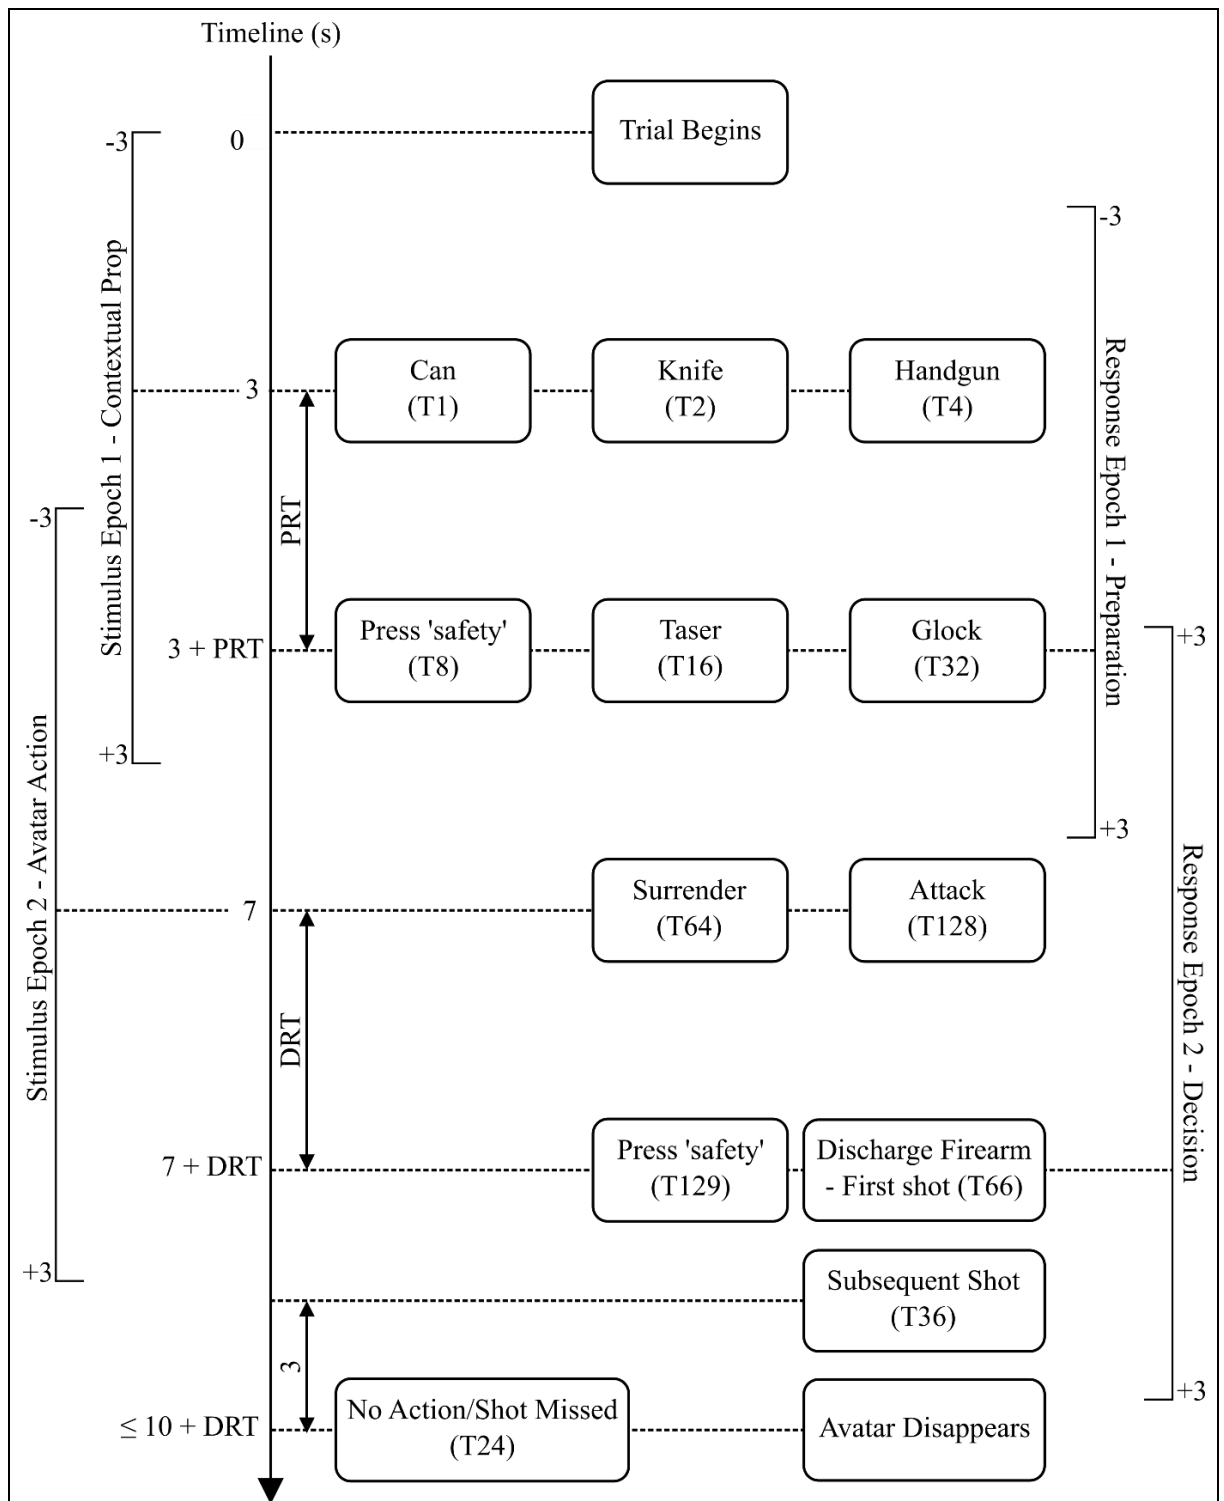 Timeline (s)
0
Trial Begins
-3
-3
Stimulus Epoch 1 - Contextual Prop
Response Epoch 1 - Preparation
3
Can
(T1)
Knife
(T2)
Handgun
(T4)
PRT
-3
3 + PRT
Press 'safety'
(T8)
Taser
(T16)
Glock
(T32)
+3
+3
+3
Stimulus Epoch 2 - Avatar Action
Response Epoch 2 - Decision
7
Surrender
(T64)
Attack
(T128)
DRT
7 + DRT
Press 'safety'
(T129)
Discharge Firearm
- First shot (T66)
+3
Subsequent Shot
(T36)
3
+3
≤ 10 + DRT
No Action/Shot Missed
(T24)
Avatar Disappears